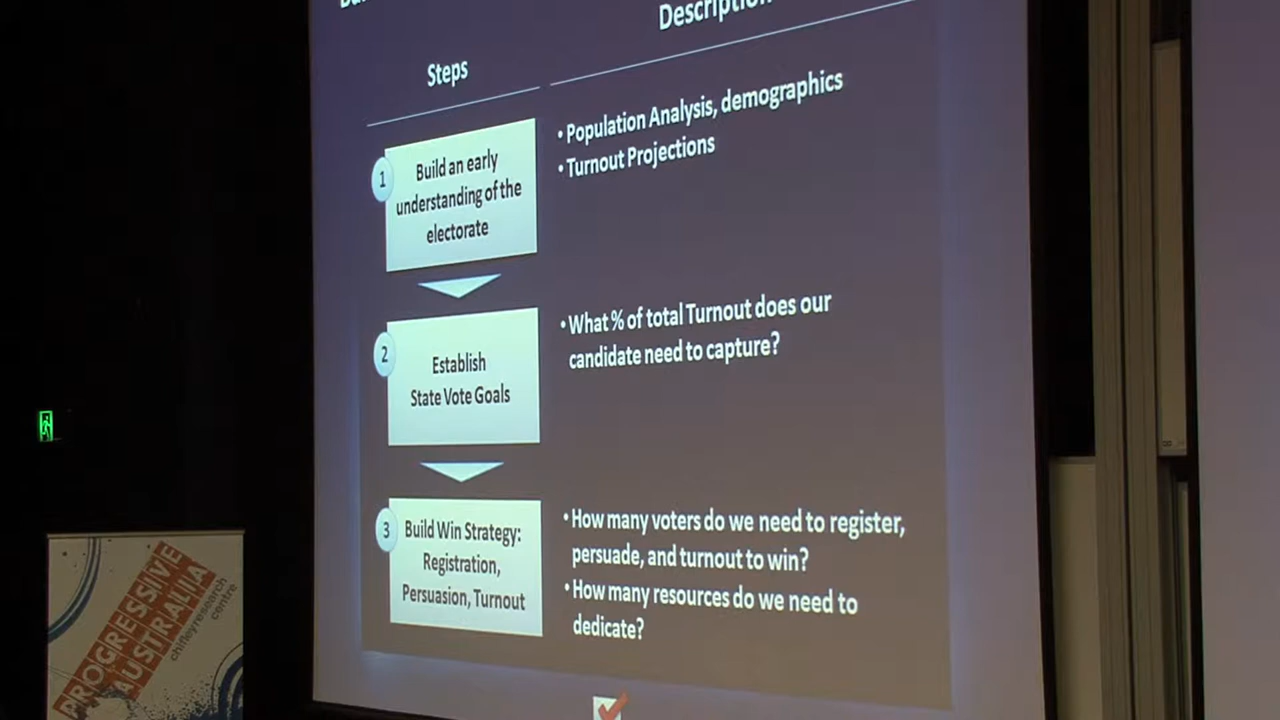 Description
Steps
1
Build an early
understanding of the
electorate
• Population Analysis, demographics
• Turnout Projections
2
Establish
State Vote Goals
• What % of total Turnout does our
candidate need to capture?
3
Build Win Strategy:
Registration,
Persuasion, Turnout
• How many voters do we need to register,
persuade, and turnout to win?
• How many resources do we need to
dedicate?
PROGRESSIVE
AUSTRALIA
chifleyresearch
centre